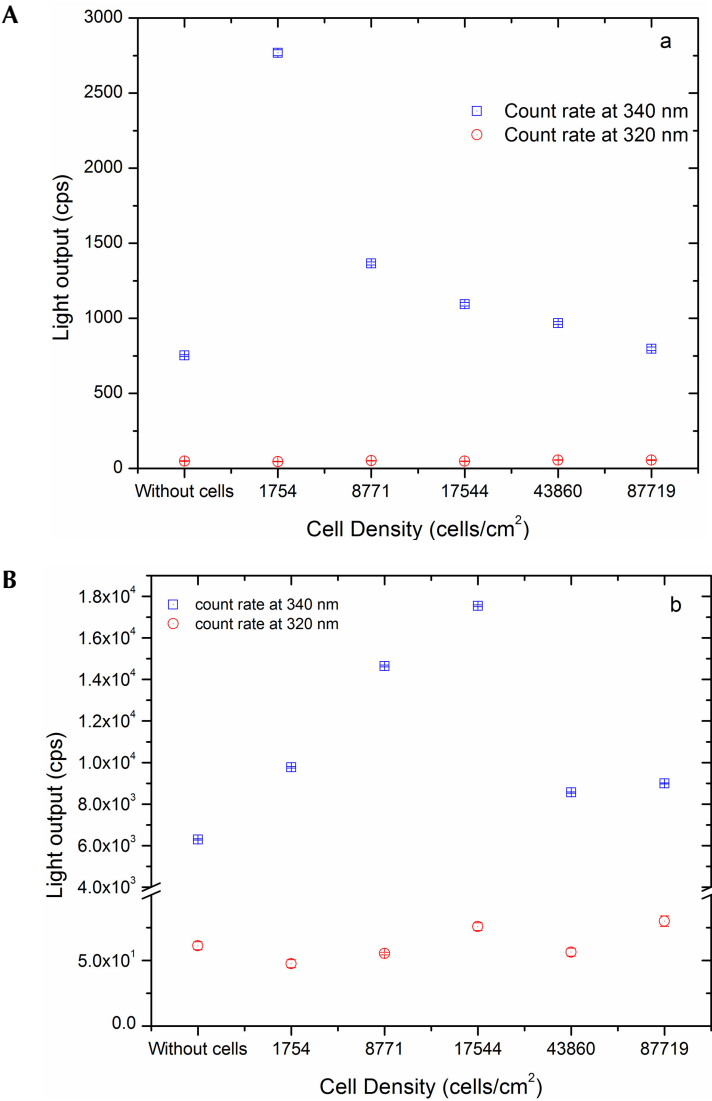 A
a
3000
2500
2000
1500
1000
500
0
Light output (cps)
Count rate at 340 nm
Count rate at 320 nm
Without cells 1754 8771 17544 43860 87719
Cell Density (cells/cm²)
B
b
1.8x10⁴
1.6x10⁴
1.4x10⁴
1.2x10⁴
1.0x10⁴
8.0x10³
6.0x10³
4.0x10³
5.0x10¹
0.0
Light output (cps)
count rate at 340 nm
count rate at 320 nm
Without cells 1754 8771 17544 43860 87719
Cell Density (cells/cm²)